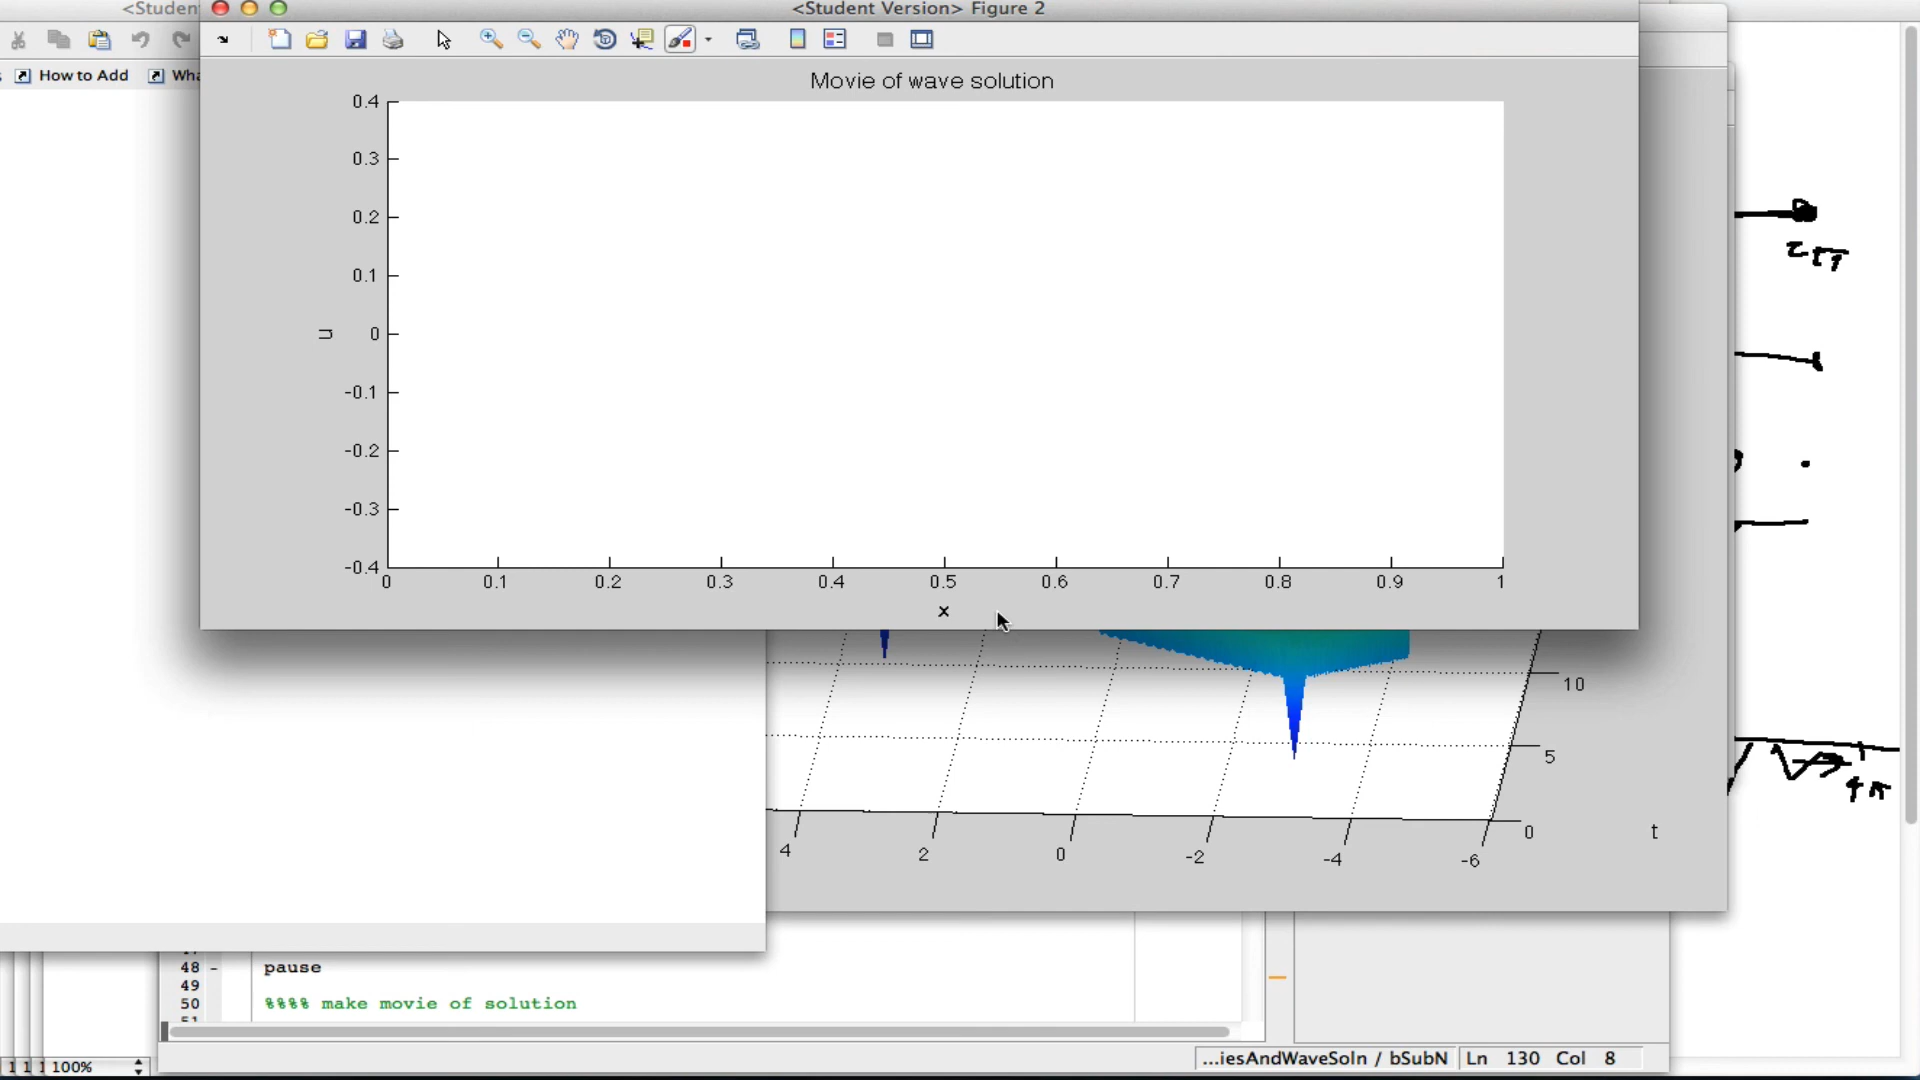 <Studen
<Student Version> Figure 2
How to Add
Wha
Movie of wave solution
0.4
0.3
0.2
0.1
0
-0.1
-0.2
-0.3
-0.4
u
0 0.1 0.2 0.3 0.4 0.5 0.6 0.7 0.8 0.9 1
x
2π
10
5
0
t
4 2 0 -2 -4 -6
4π
48 - pause
49
50 %%%% make movie of solution
51
...iesAndWaveSoln / bSubN Ln 130 Col 8
100%